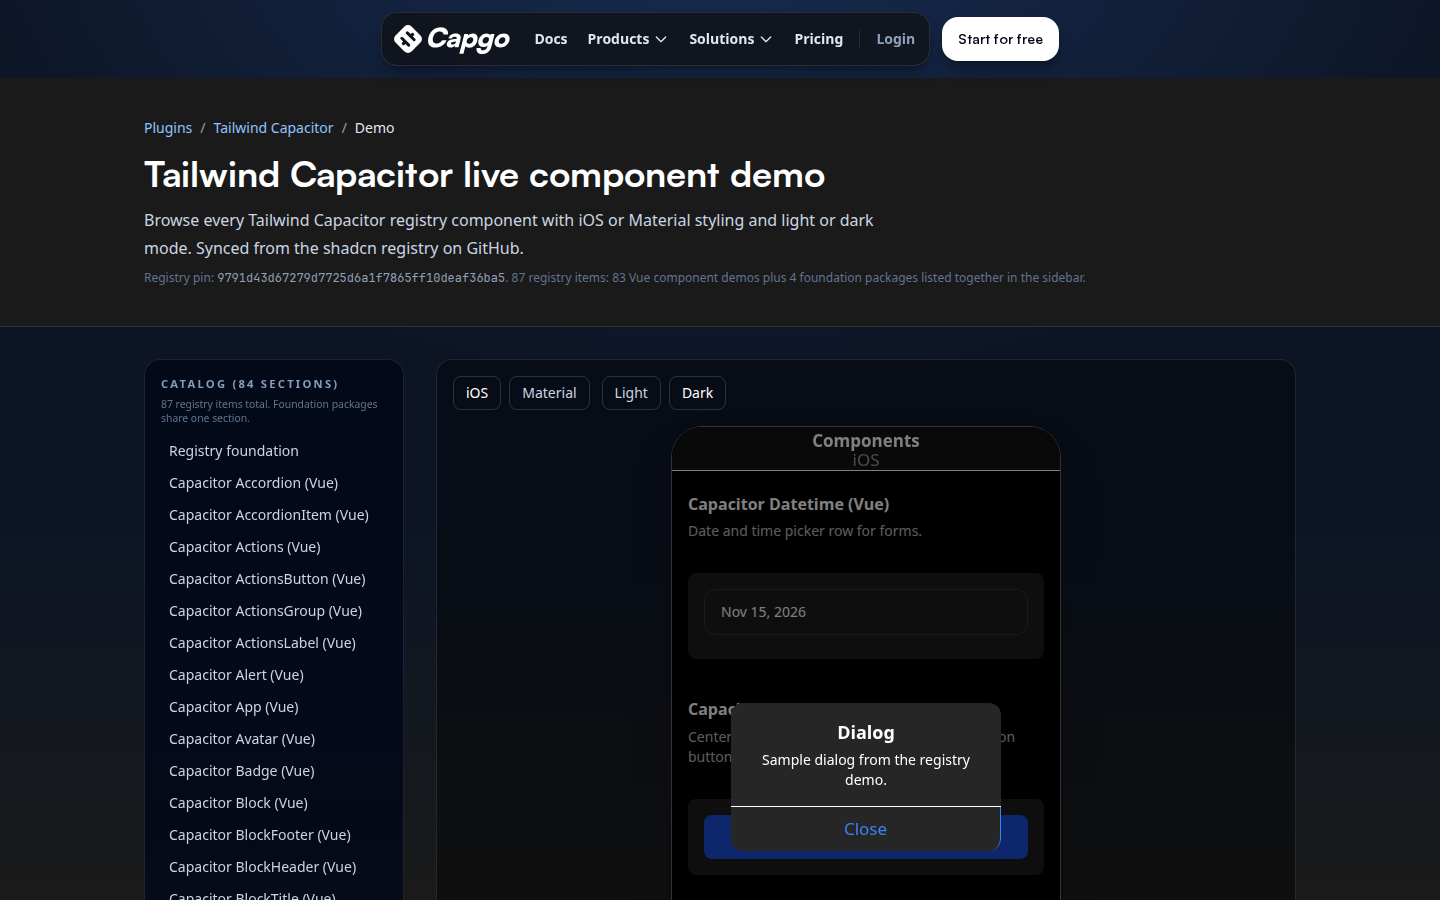 Capgo
Docs
Products
Solutions
Pricing
Login
Start for free
Plugins / Tailwind Capacitor / Demo
Tailwind Capacitor live component demo
Browse every Tailwind Capacitor registry component with iOS or Material styling and light or dark
mode. Synced from the shadcn registry on GitHub.
Registry pin: 9791d43d67279d7725d6a1f7865ff10deaf36ba5. 87 registry items: 83 Vue component demos plus 4 foundation packages listed together in the sidebar.
CATALOG (84 SECTIONS)
87 registry items total. Foundation packages
share one section.
Registry foundation
Capacitor Accordion (Vue)
Capacitor AccordionItem (Vue)
Capacitor Actions (Vue)
Capacitor ActionsButton (Vue)
Capacitor ActionsGroup (Vue)
Capacitor ActionsLabel (Vue)
Capacitor Alert (Vue)
Capacitor App (Vue)
Capacitor Avatar (Vue)
Capacitor Badge (Vue)
Capacitor Block (Vue)
Capacitor BlockFooter (Vue)
Capacitor BlockHeader (Vue)
Capacitor BlockTitle (Vue)
iOS
Material
Light
Dark
Components
iOS
Capacitor Datetime (Vue)
Date and time picker row for forms.
Nov 15, 2026
Dialog
Sample dialog from the registry
demo.
Close